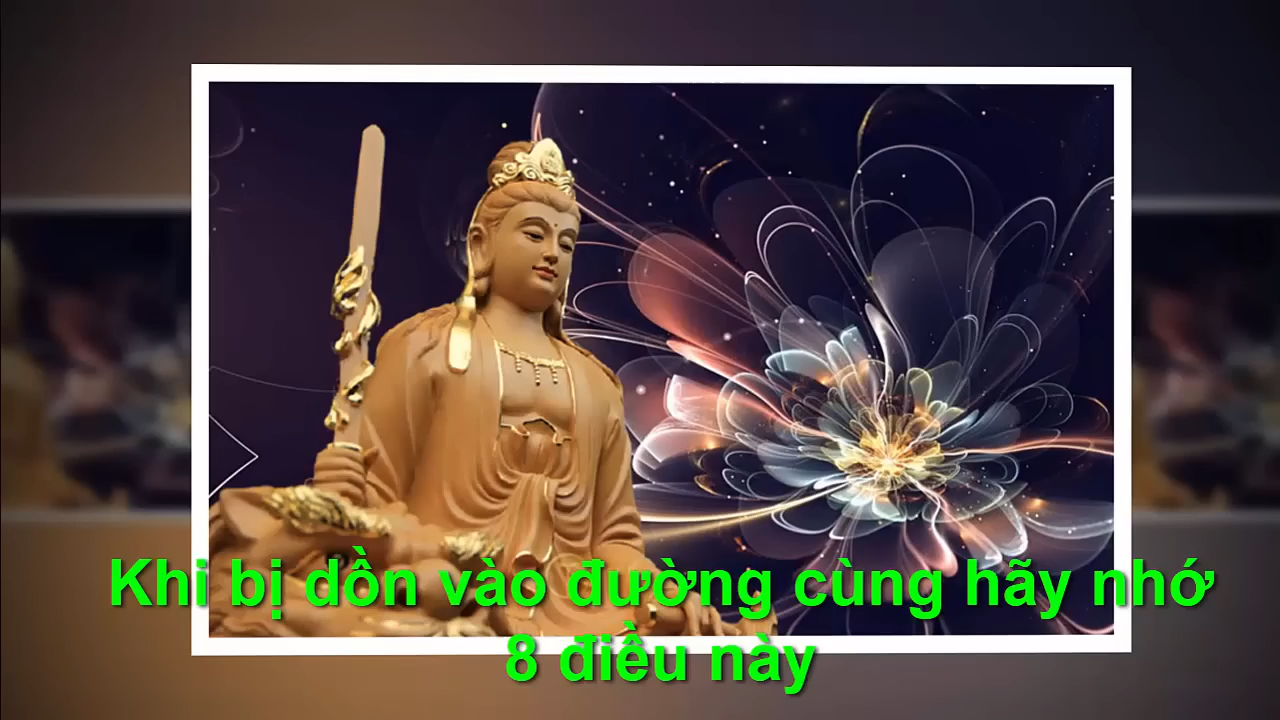 Khi bị dồn vào đường cùng hãy nhớ
8 điều này